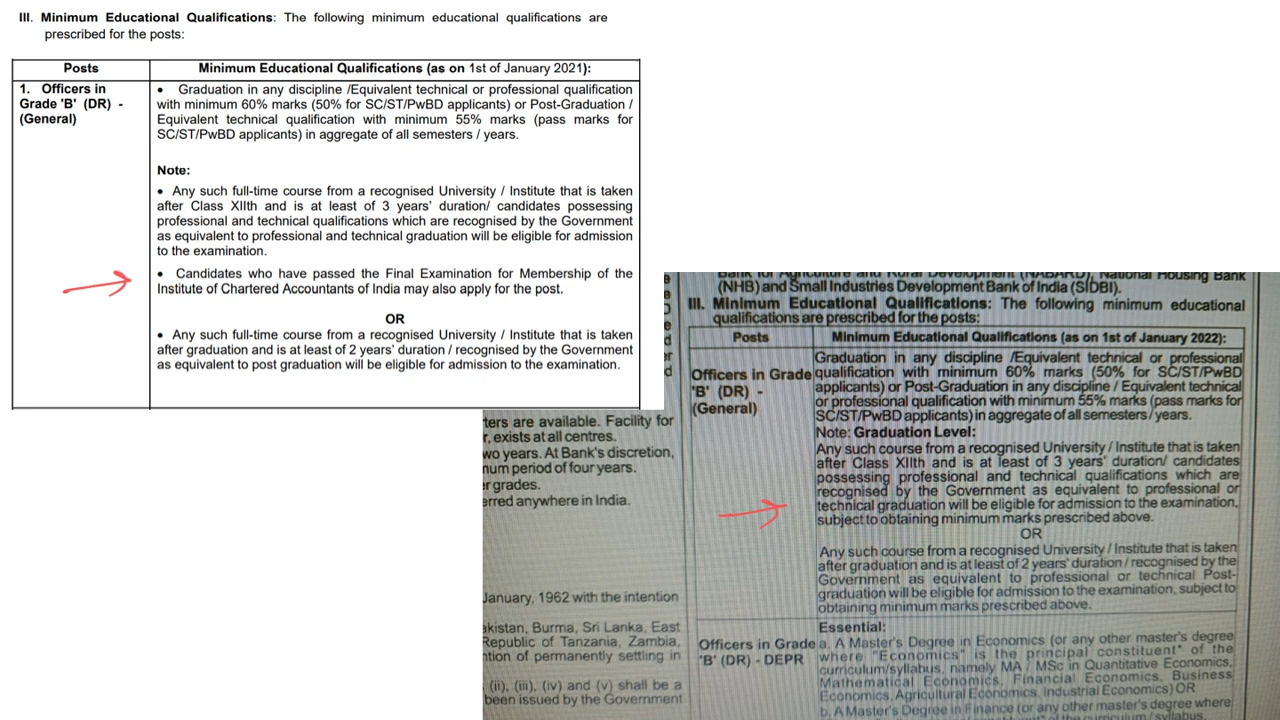 III. Minimum Educational Qualifications: The following minimum educational qualifications are
prescribed for the posts:
Posts
Minimum Educational Qualifications (as on 1st of January 2021):
1. Officers in
Grade 'B' (DR) -
(General)
• Graduation in any discipline /Equivalent technical or professional qualification
with minimum 60% marks (50% for SC/ST/PwBD applicants) or Post-Graduation /
Equivalent technical qualification with minimum 55% marks (pass marks for
SC/ST/PwBD applicants) in aggregate of all semesters / years.
Note:
• Any such full-time course from a recognised University / Institute that is taken
after Class XIIth and is at least of 3 years' duration/ candidates possessing
professional and technical qualifications which are recognised by the Government
as equivalent to professional and technical graduation will be eligible for admission
to the examination.
• Candidates who have passed the Final Examination for Membership of the
Institute of Chartered Accountants of India may also apply for the post.
OR
• Any such full-time course from a recognised University / Institute that is taken
after graduation and is at least of 2 years' duration / recognised by the Government
as equivalent to post graduation will be eligible for admission to the examination.
ters are available. Facility for
r, exists at all centres.
wo years. At Bank's discretion,
num period of four years.
er grades.
erred anywhere in India.
January, 1962 with the intention
akistan, Burma, Sri Lanka, East
Republic of Tanzania, Zambia,
ntion of permanently settling in
(ii), (iii), (iv) and (v) shall be a
been issued by the Government
Bank for Agriculture and Rural Development (NABARD), National Housing Bank
(NHB) and Small Industries Development Bank of India (SIDBI).
III. Minimum Educational Qualifications: The following minimum educational
qualifications are prescribed for the posts:
Posts
Minimum Educational Qualifications (as on 1st of January 2022):
Officers in Grade
'B' (DR) -
(General)
Graduation in any discipline /Equivalent technical or professional
qualification with minimum 60% marks (50% for SC/ST/PwBD
applicants) or Post-Graduation in any discipline / Equivalent technical
or professional qualification with minimum 55% marks (pass marks for
SC/ST/PwBD applicants) in aggregate of all semesters / years.
Note: Graduation Level:
Any such course from a recognised University / Institute that is taken
after Class XIIth and is at least of 3 years' duration/ candidates
possessing professional and technical qualifications which are
recognised by the Government as equivalent to professional or
technical graduation will be eligible for admission to the examination,
subject to obtaining minimum marks prescribed above.
OR
Any such course from a recognised University / Institute that is taken
after graduation and is at least of 2 years' duration / recognised by the
Government as equivalent to professional or technical Post-
graduation will be eligible for admission to the examination, subject to
obtaining minimum marks prescribed above.
Officers in Grade
'B' (DR) - DEPR
Essential:
a. A Master's Degree in Economics (or any other master's degree
where "Economics" is the principal constituent* of the
curriculum/syllabus, namely MA / MSc in Quantitative Economics,
Mathematical Economics, Financial Economics, Business
Economics, Agricultural Economics, Industrial Economics) OR
b. A Master's Degree in Finance (or any other master's degree where